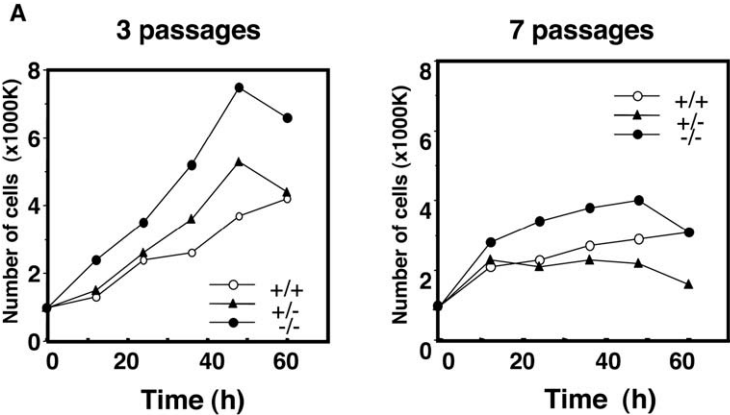 A
3 passages
7 passages
Number of cells (x1000K)
8
6
4
2
0
0 20 40 60
Time (h)
+/+
+/-
-/-
Number of cells (x1000K)
8
6
4
2
0
0 20 40 60
Time (h)
+/+
+/-
-/-